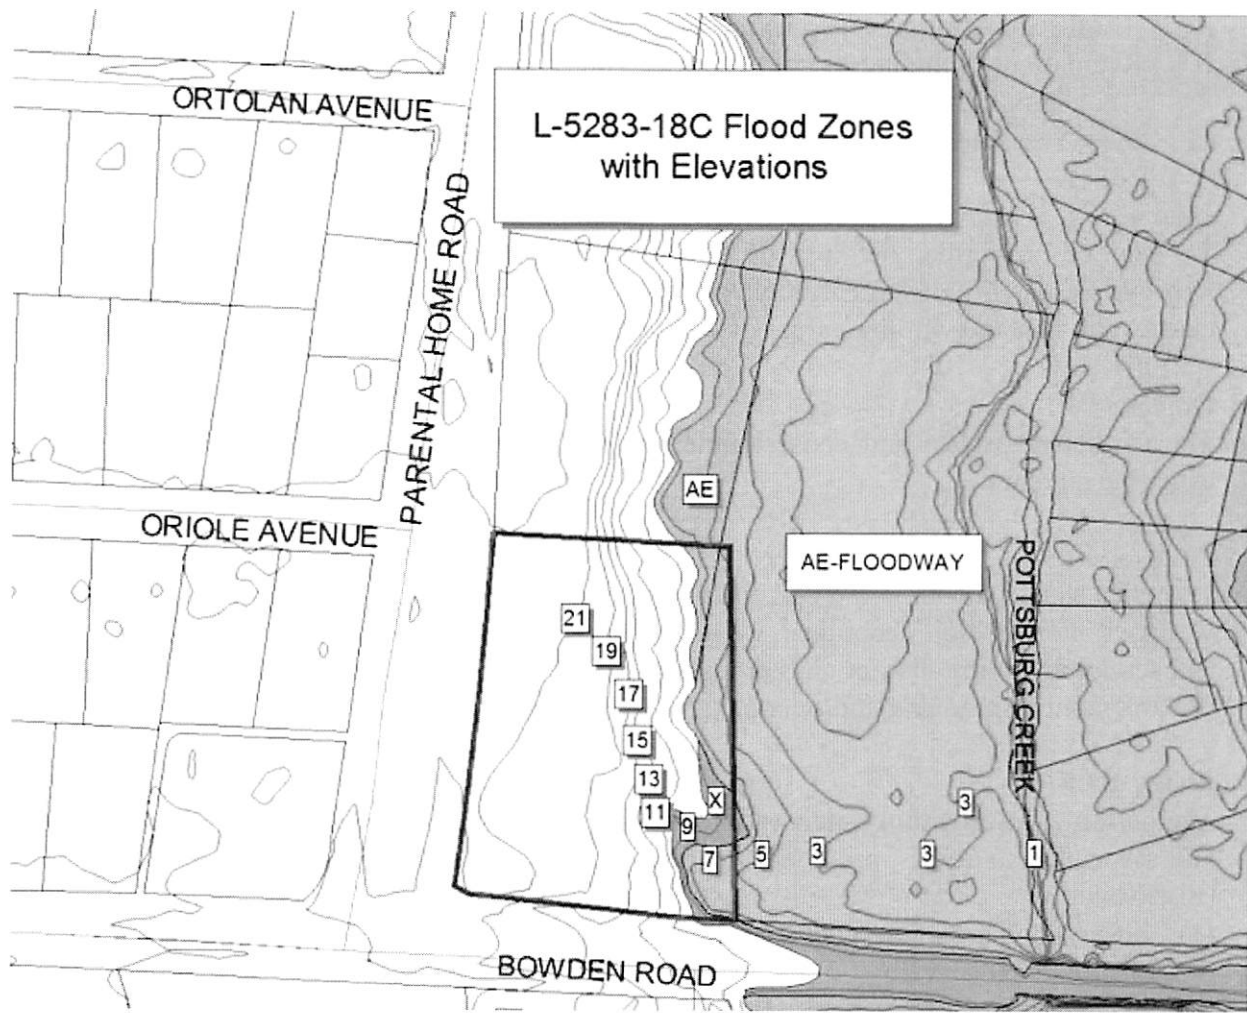 ORTOLAN AVENUE
L-5283-18C Flood Zones
with Elevations
PARENTAL HOME ROAD
AE
ORIOLE AVENUE
AE-FLOODWAY
POTTSBURG CREEK
21
19
17
15
13
11
X
9
7
5
3
3
3
1
BOWDEN ROAD